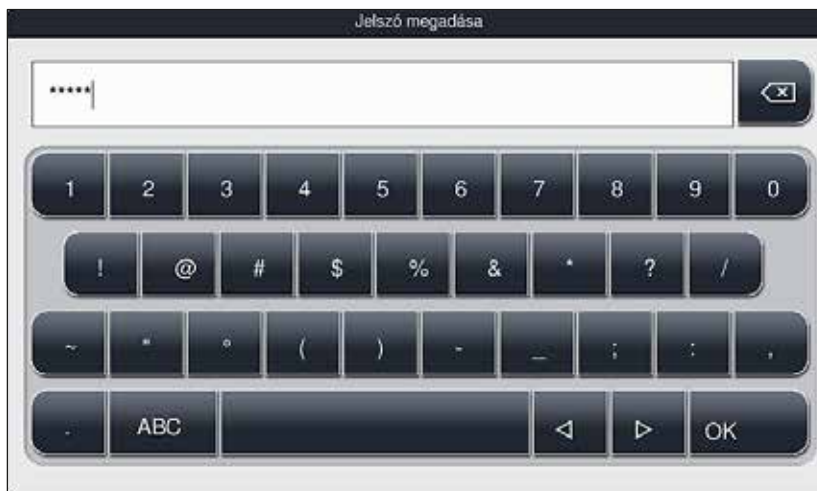 Jelszó megadása
*****
1 2 3 4 5 6 7 8 9 0
! @ # $ % & * ? /
~ " ° ( ) - _ ; : ,
. ABC OK